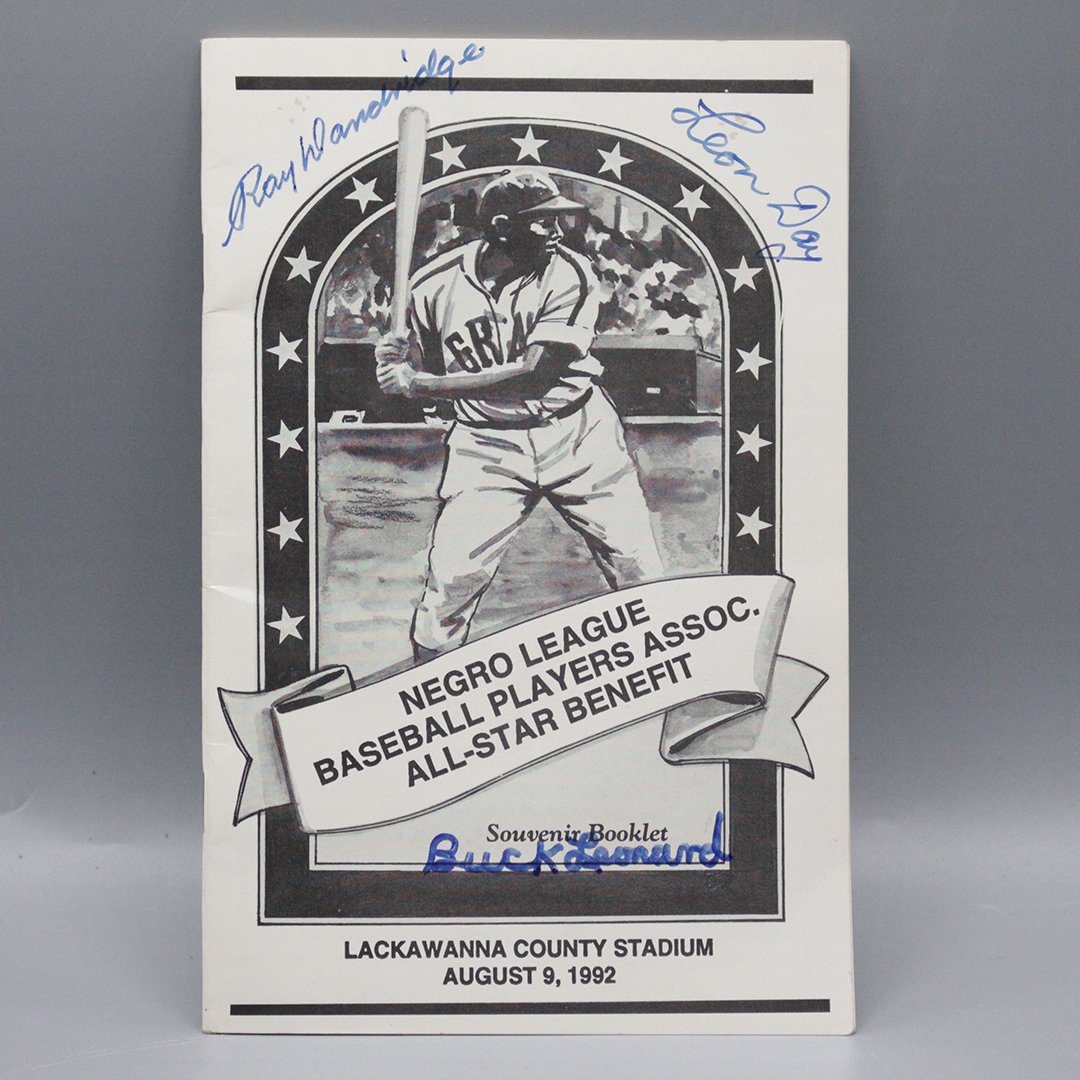 Ray Dandridge
Leon Day
GRA
NEGRO LEAGUE
BASEBALL PLAYERS ASSOC.
ALL-STAR BENEFIT
Souvenir Booklet
Buck Leonard
LACKAWANNA COUNTY STADIUM
AUGUST 9, 1992